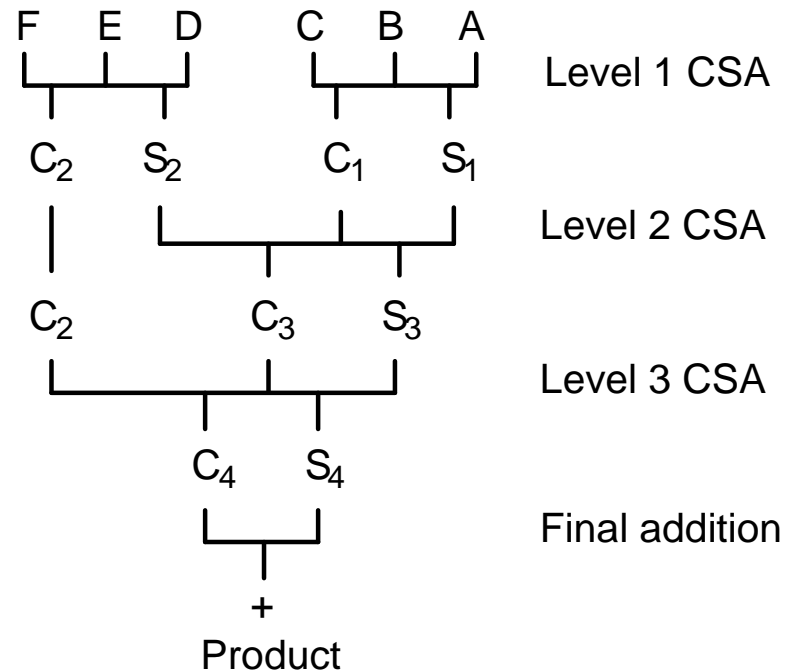 F E D C B A
Level 1 CSA
C₂ S₂ C₁ S₁
Level 2 CSA
C₂ C₃ S₃
Level 3 CSA
C₄ S₄
Final addition
+
Product